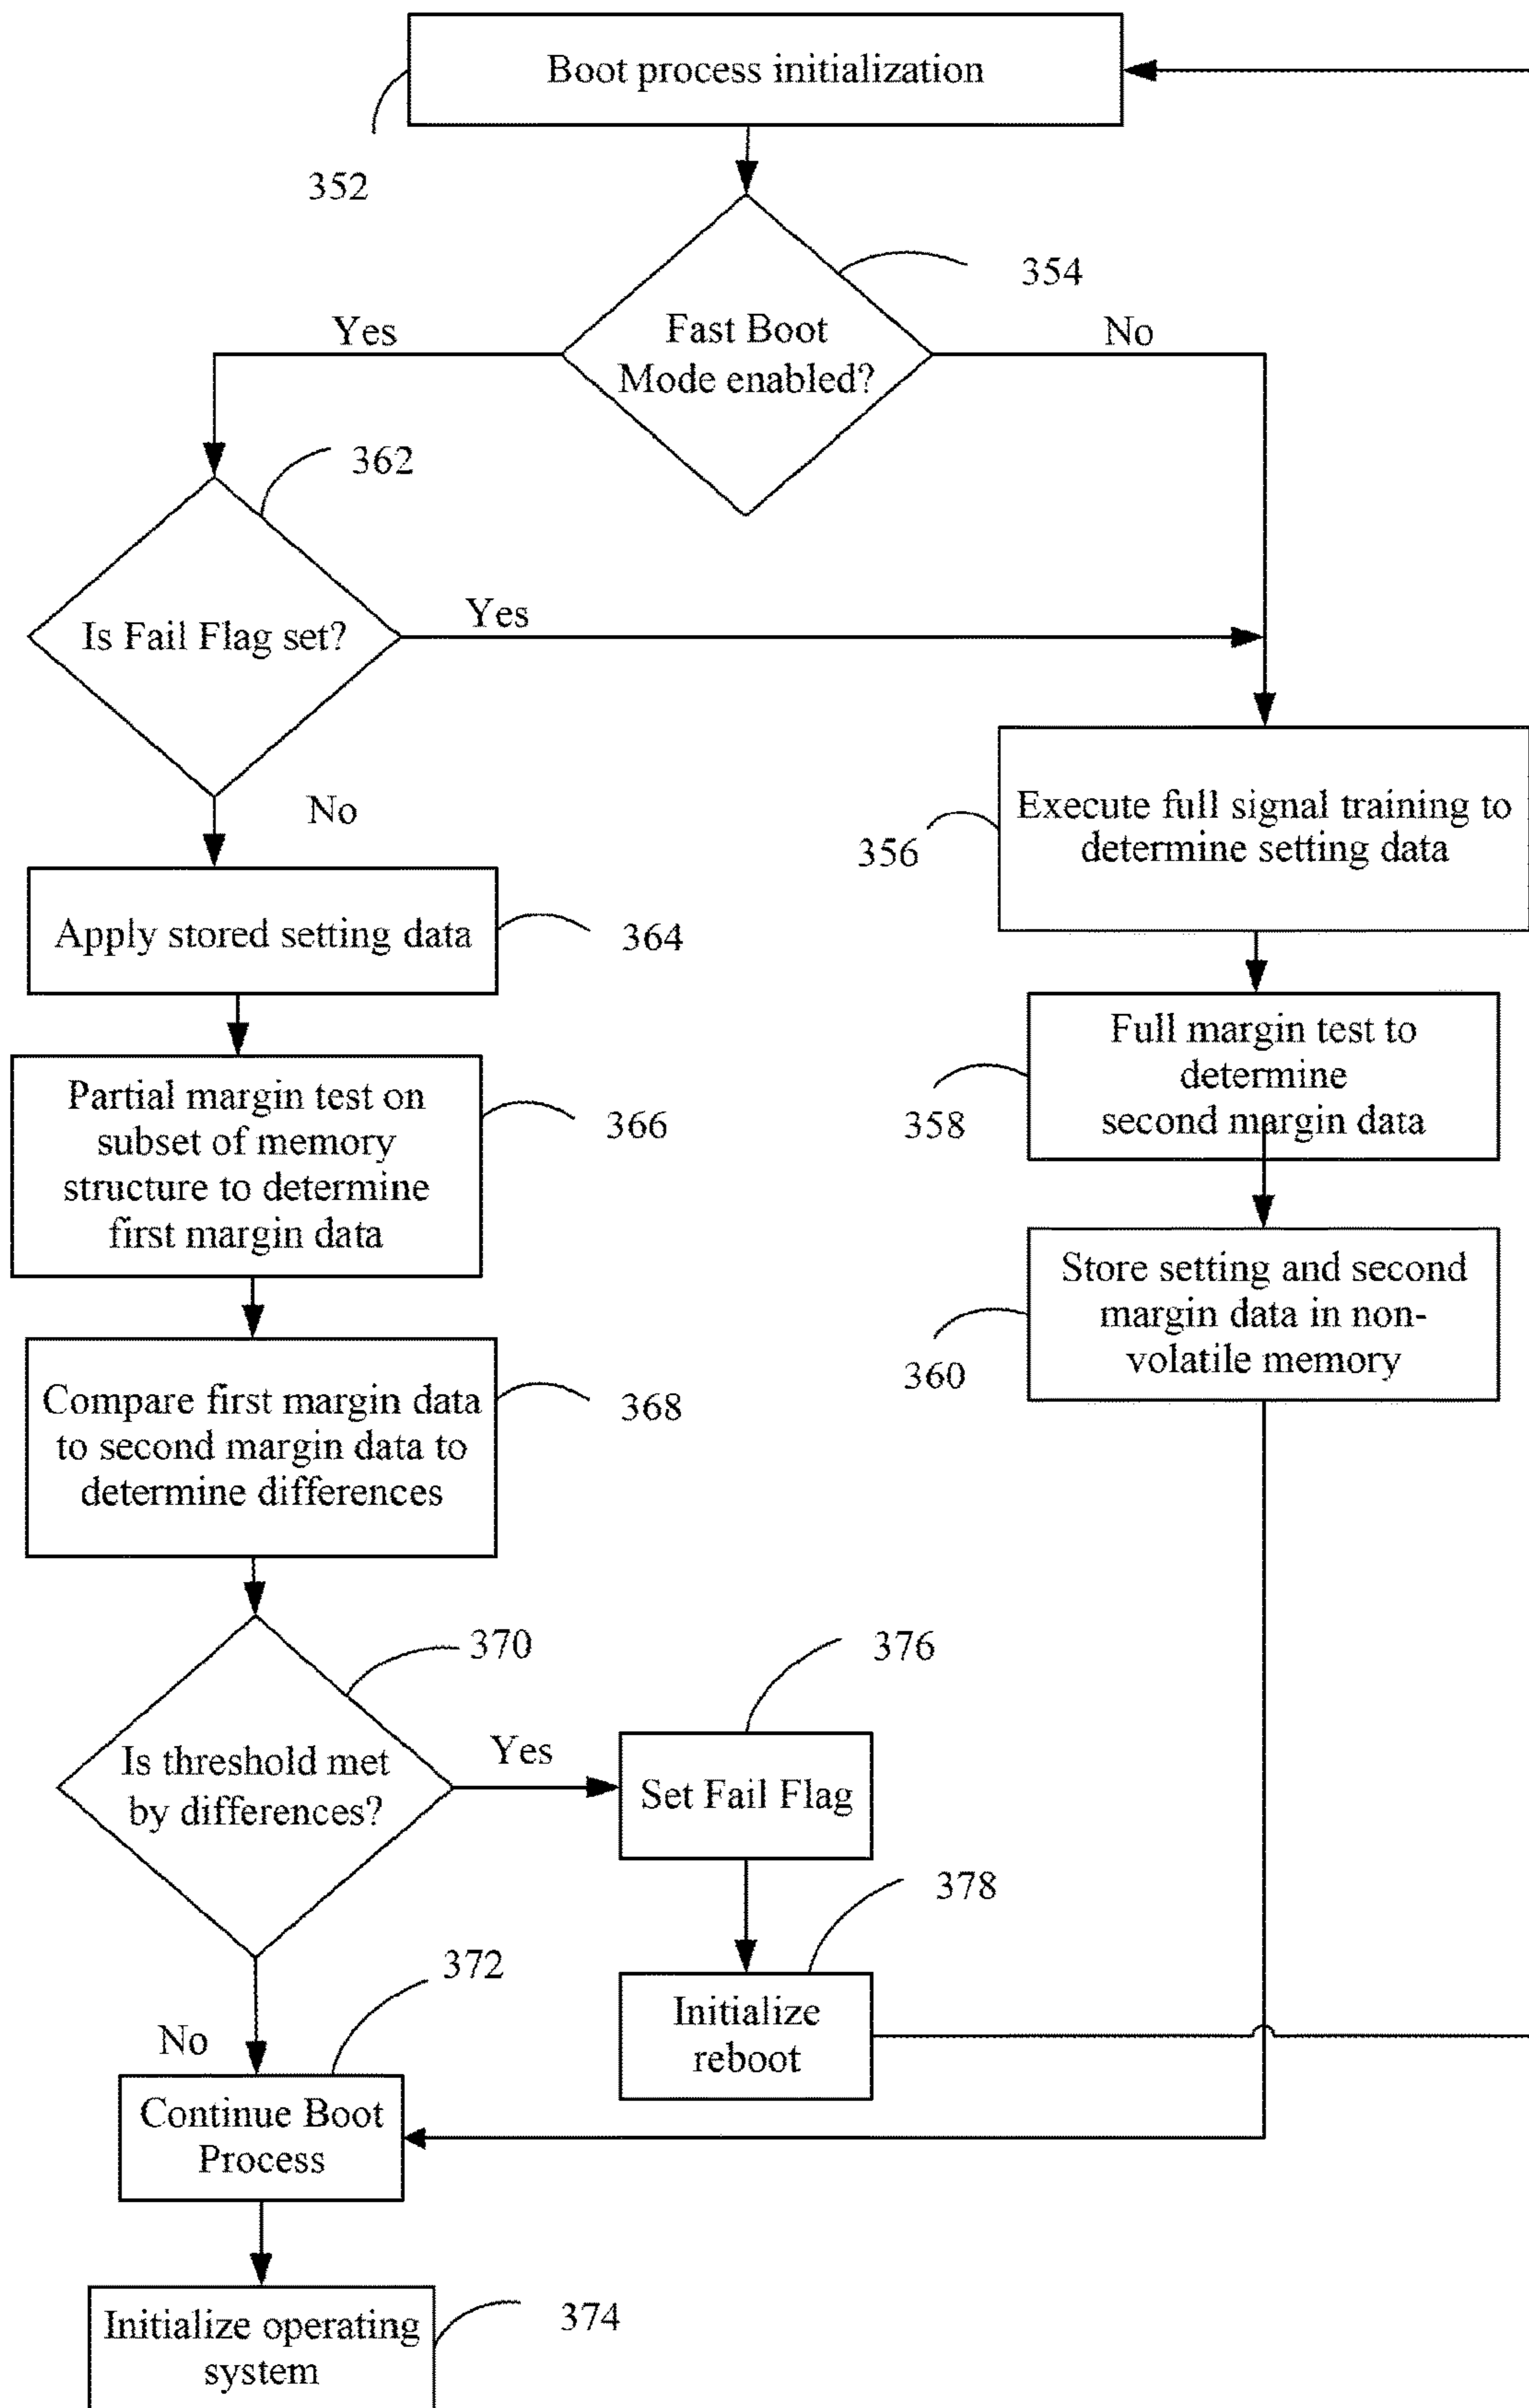 Boot process initialization
352
354
Fast Boot
Mode enabled?
Yes
No
362
Is Fail Flag set?
Yes
No
Execute full signal training to
determine setting data
356
Apply stored setting data
364
Full margin test to
determine
second margin data
358
Partial margin test on
subset of memory
structure to determine
first margin data
366
Store setting and second
margin data in non-
volatile memory
360
Compare first margin data
to second margin data to
determine differences
368
370
Is threshold met
by differences?
Yes
376
Set Fail Flag
378
Initialize
reboot
372
No
Continue Boot
Process
374
Initialize operating
system